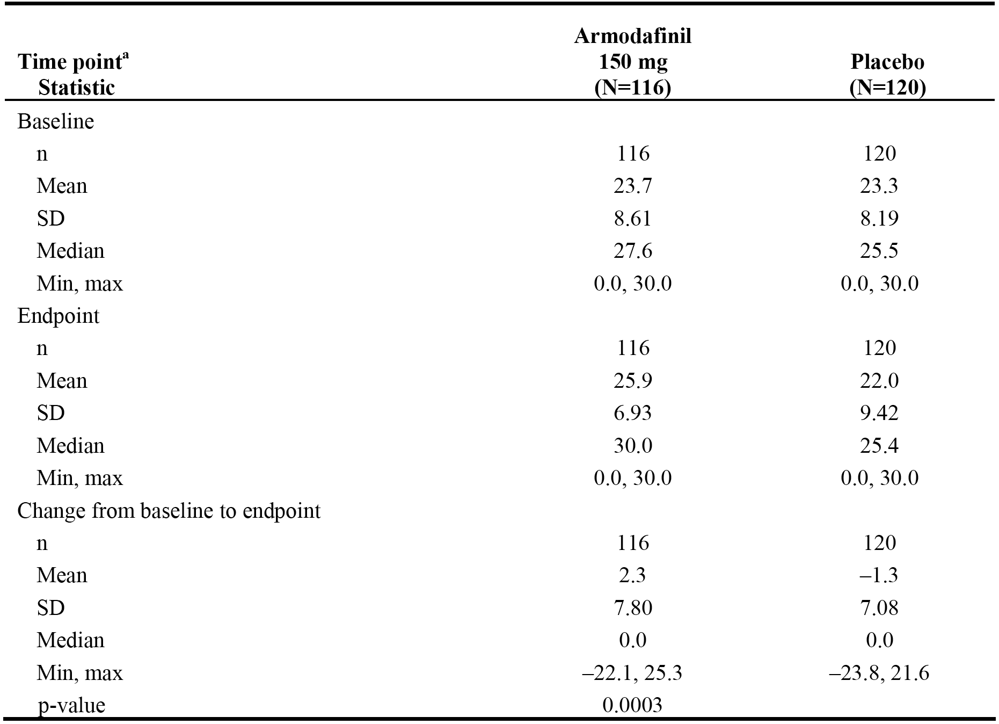 Armodafinil
Time pointa 150 mg Placebo
Statistic (N=116) (N=120)
Baseline
n 116 120
Mean 23.7 23.3
SD 8.61 8.19
Median 27.6 25.5
Min, max 0.0, 30.0 0.0, 30.0
Endpoint
n 116 120
Mean 25.9 22.0
SD 6.93 9.42
Median 30.0 25.4
Min, max 0.0, 30.0 0.0, 30.0
Change from baseline to endpoint
n 116 120
Mean 2.3 –1.3
SD 7.80 7.08
Median 0.0 0.0
Min, max –22.1, 25.3 –23.8, 21.6
p-value 0.0003